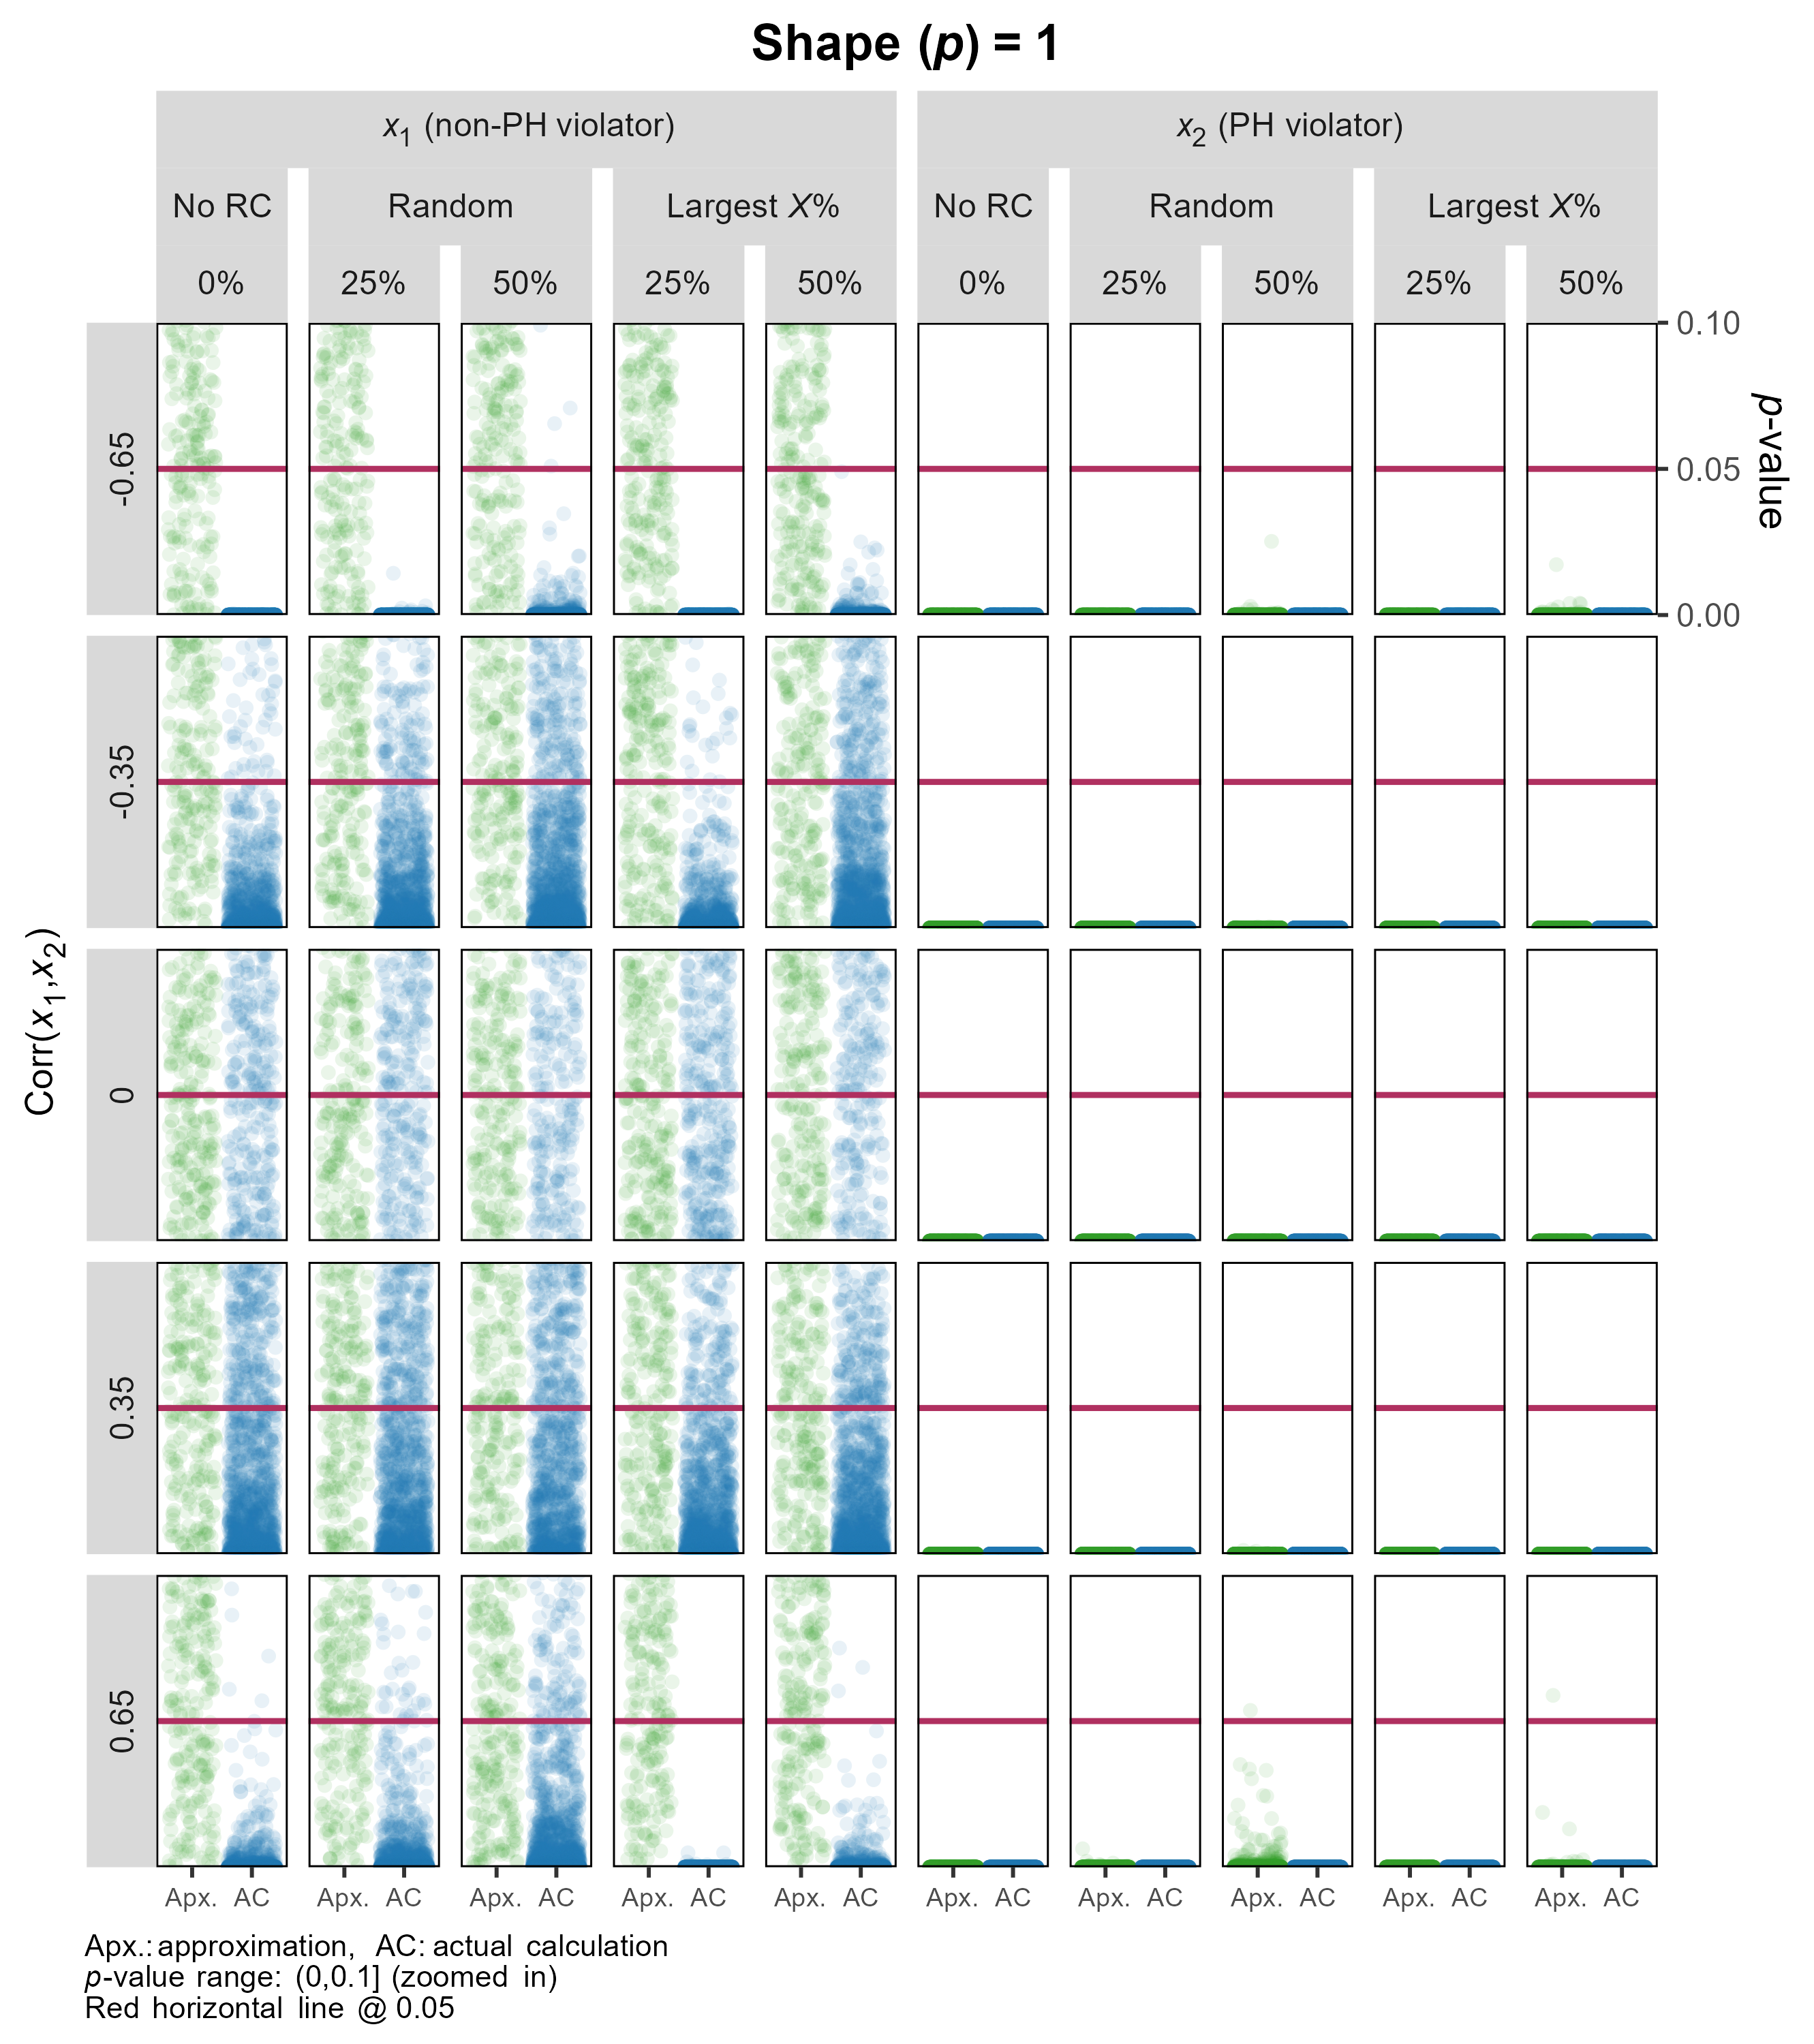 Shape (p) = 1
x1 (non-PH violator) x2 (PH violator)
No RC Random Largest X% No RC Random Largest X%
0% 25% 50% 25% 50% 0% 25% 50% 25% 50%
0.10
0.05
0.00
p-value
-0.65
-0.35
0
0.35
0.65
Corr(x1,x2)
Apx. AC Apx. AC Apx. AC Apx. AC Apx. AC Apx. AC Apx. AC Apx. AC Apx. AC Apx. AC
Apx.: approximation, AC: actual calculation
p-value range: (0,0.1] (zoomed in)
Red horizontal line @ 0.05